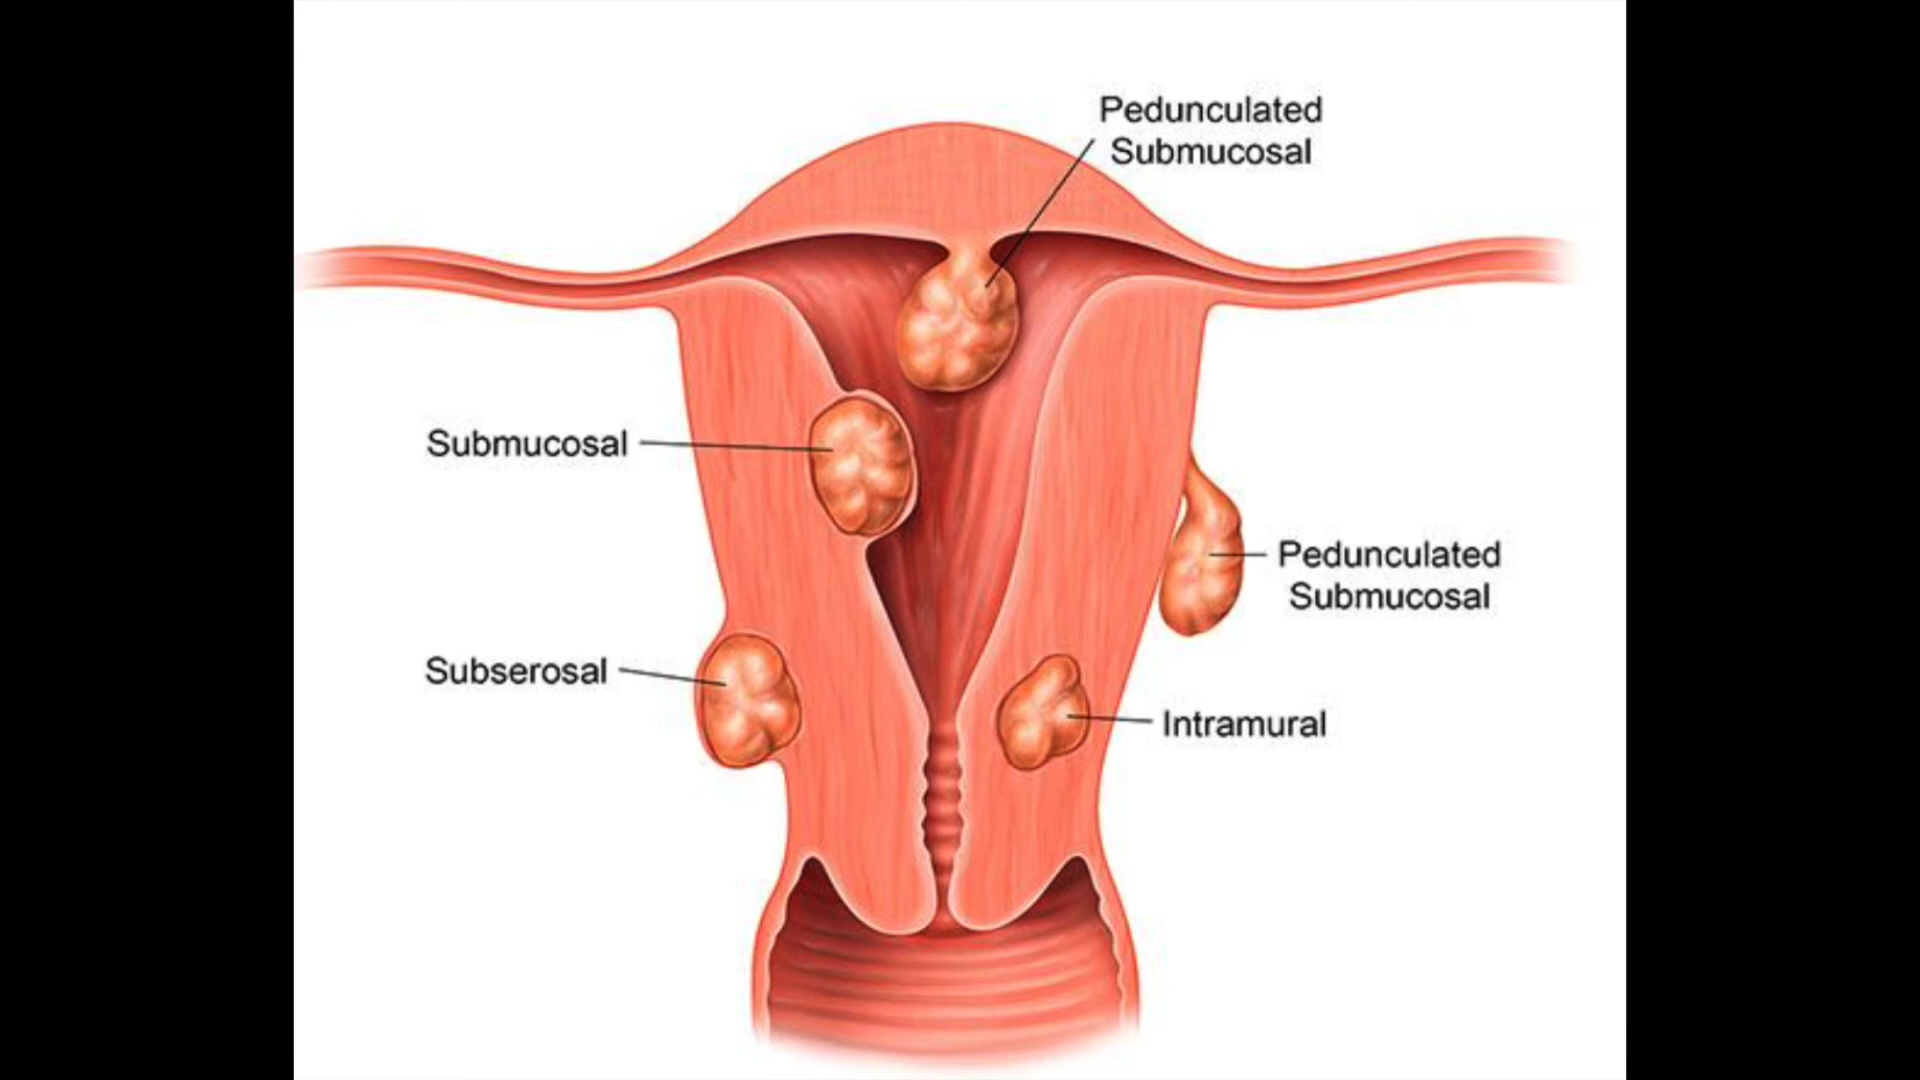 Pedunculated
Submucosal
Submucosal
Pedunculated
Submucosal
Subserosal
Intramural